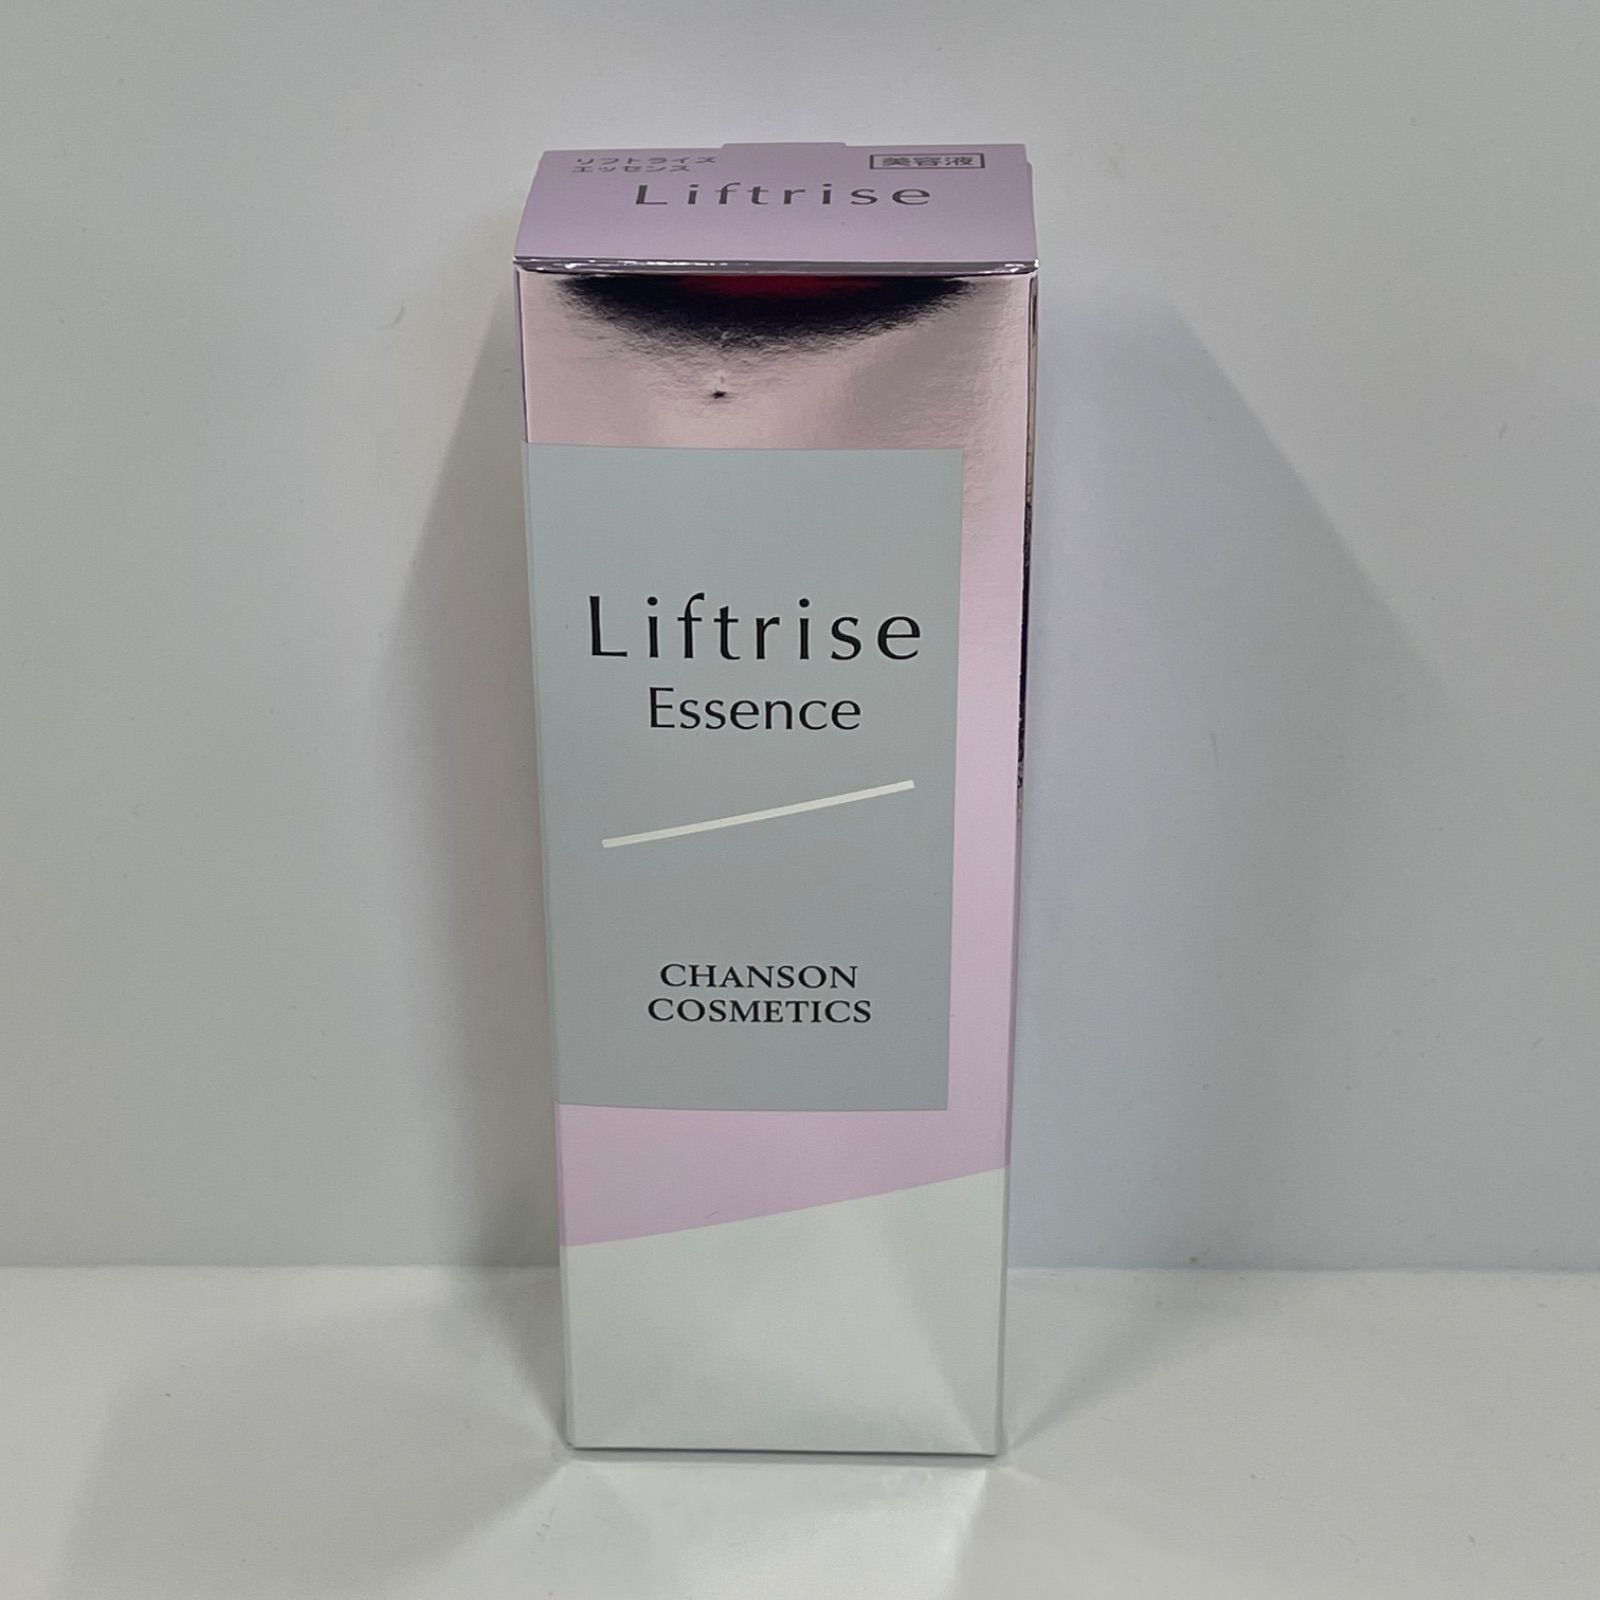 リフトライズ
エッセンス
美容液
Liftrise
Liftrise
Essence
CHANSON
COSMETICS